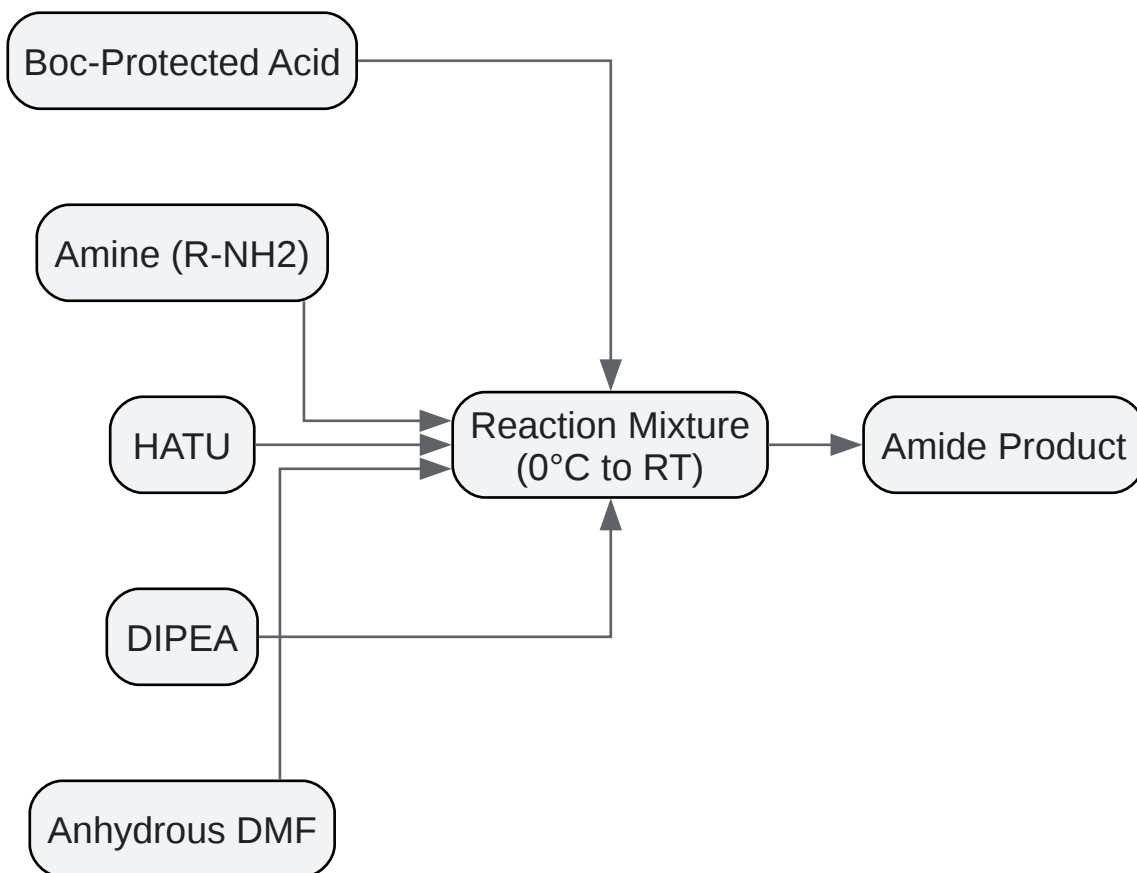 Boc-Protected Acid
Amine (R-NH2)
HATU
Reaction Mixture
(0°C to RT)
Amide Product
DIPEA
Anhydrous DMF